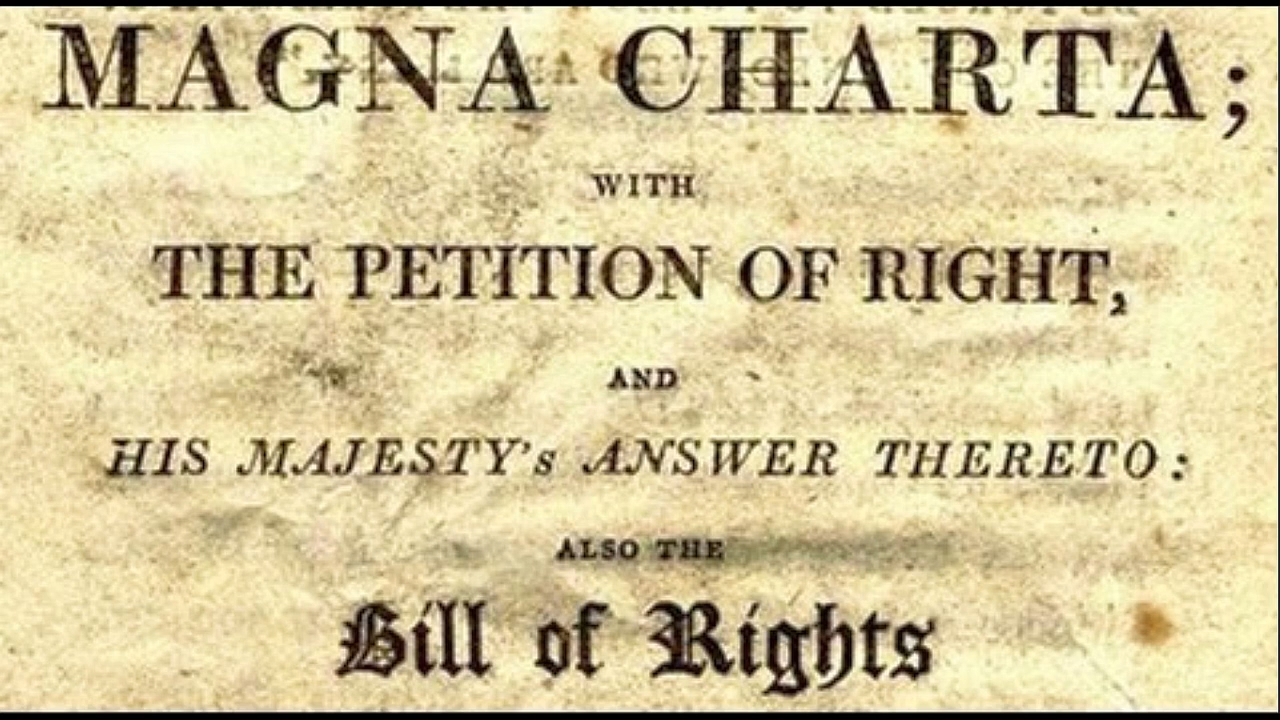 MAGNA CHARTA;
WITH
THE PETITION OF RIGHT,
AND
HIS MAJESTY's ANSWER THERETO:
ALSO THE
Bill of Rights